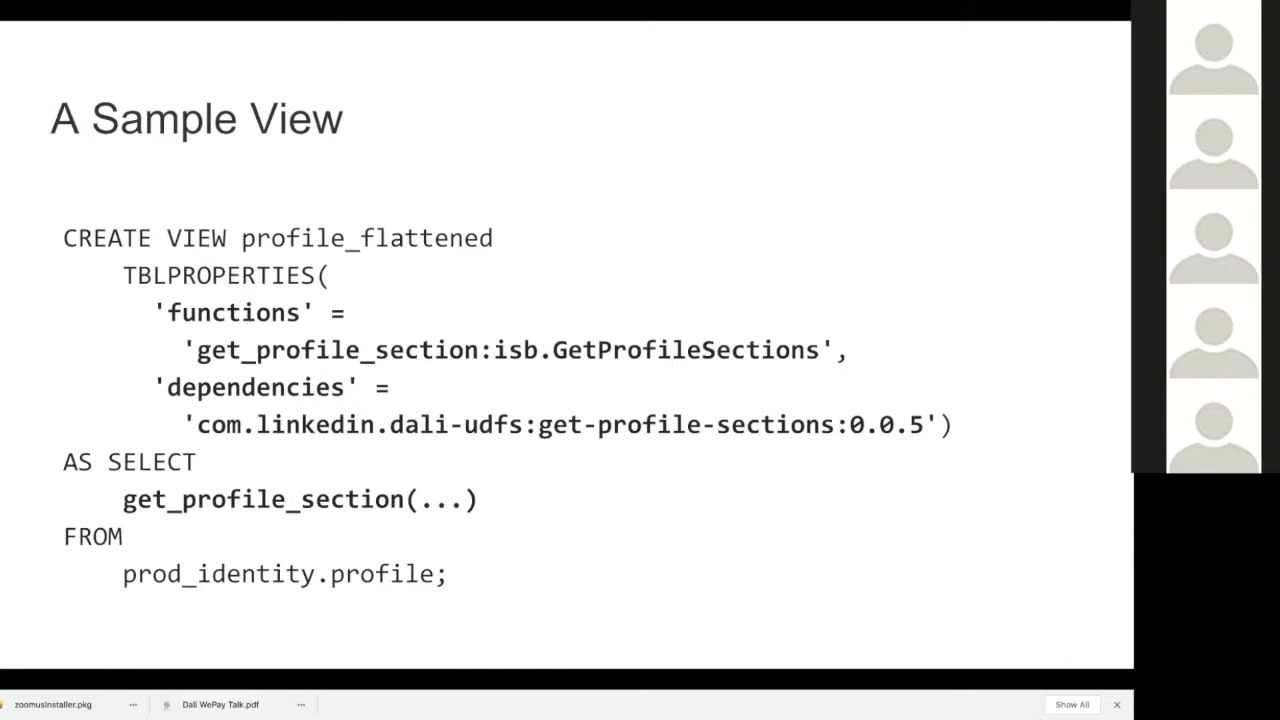 A Sample View
CREATE VIEW profile_flattened
TBLPROPERTIES(
'functions' =
'get_profile_section:isb.GetProfileSections',
'dependencies' =
'com.linkedin.dali-udfs:get-profile-sections:0.0.5')
AS SELECT
get_profile_section(...)
FROM
prod_identity.profile;
zoomusInstaller.pkg
Dali WePay Talk.pdf
Show All